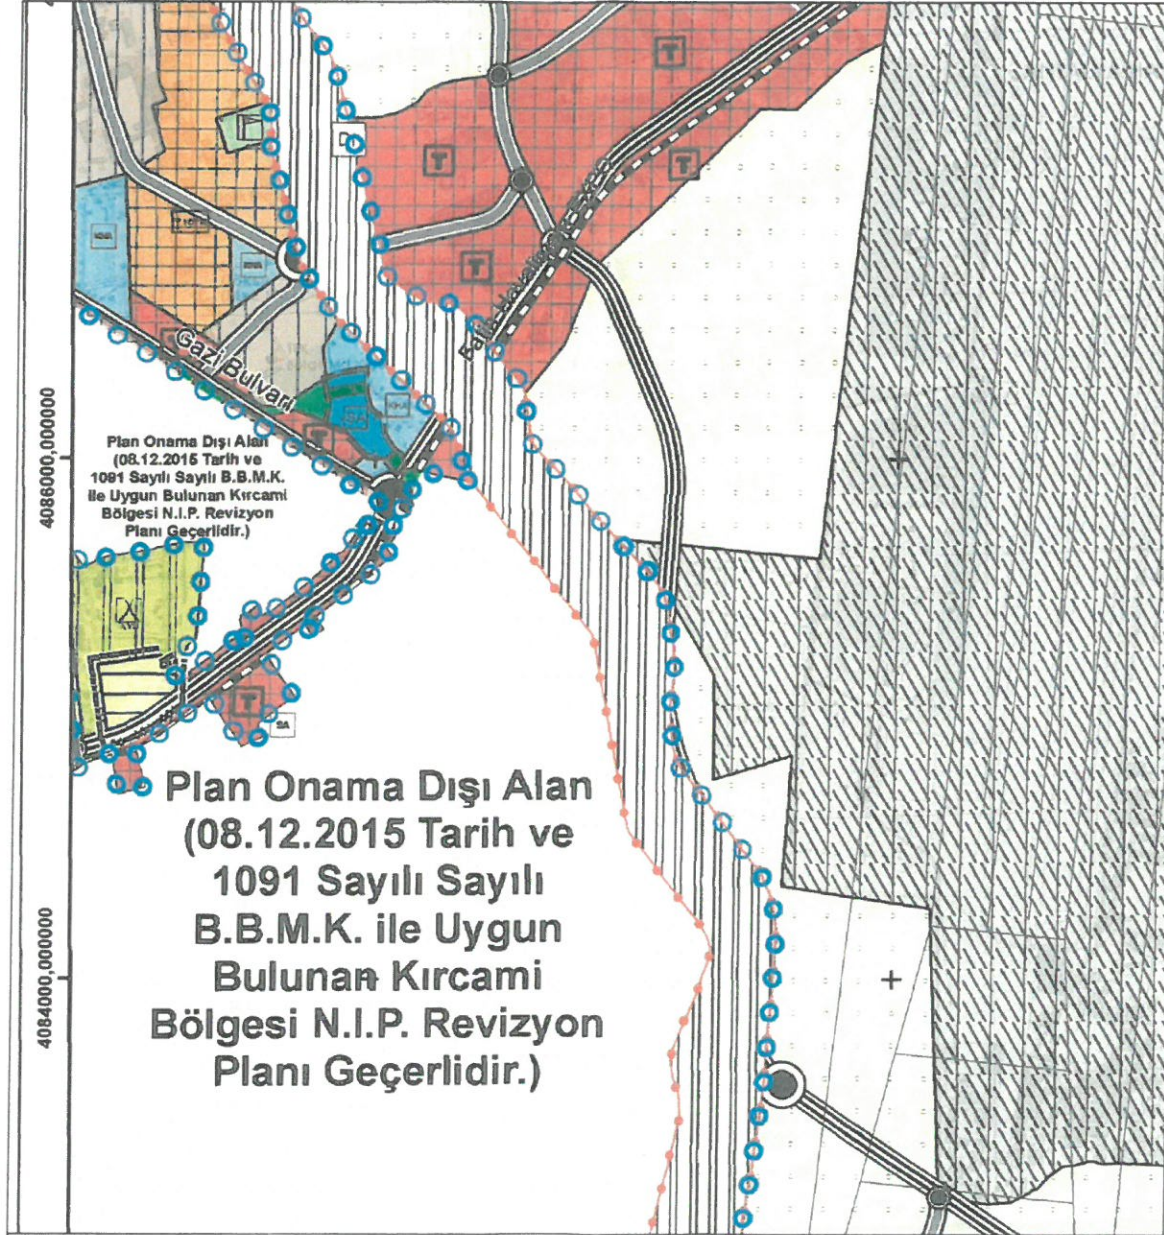 T
T
T
T
Gazi Bulvarı
T
4086000,000000
Plan Onama Dışı Alan
(08.12.2015 Tarih ve
1091 Sayılı Sayılı B.B.M.K.
ile Uygun Bulunan Kırcami
Bölgesi N.I.P. Revizyon
Planı Geçerlidir.)
T
SA
Plan Onama Dışı Alan
(08.12.2015 Tarih ve
1091 Sayılı Sayılı
B.B.M.K. ile Uygun
Bulunan Kırcami
Bölgesi N.I.P. Revizyon
Planı Geçerlidir.)
4084000,000000